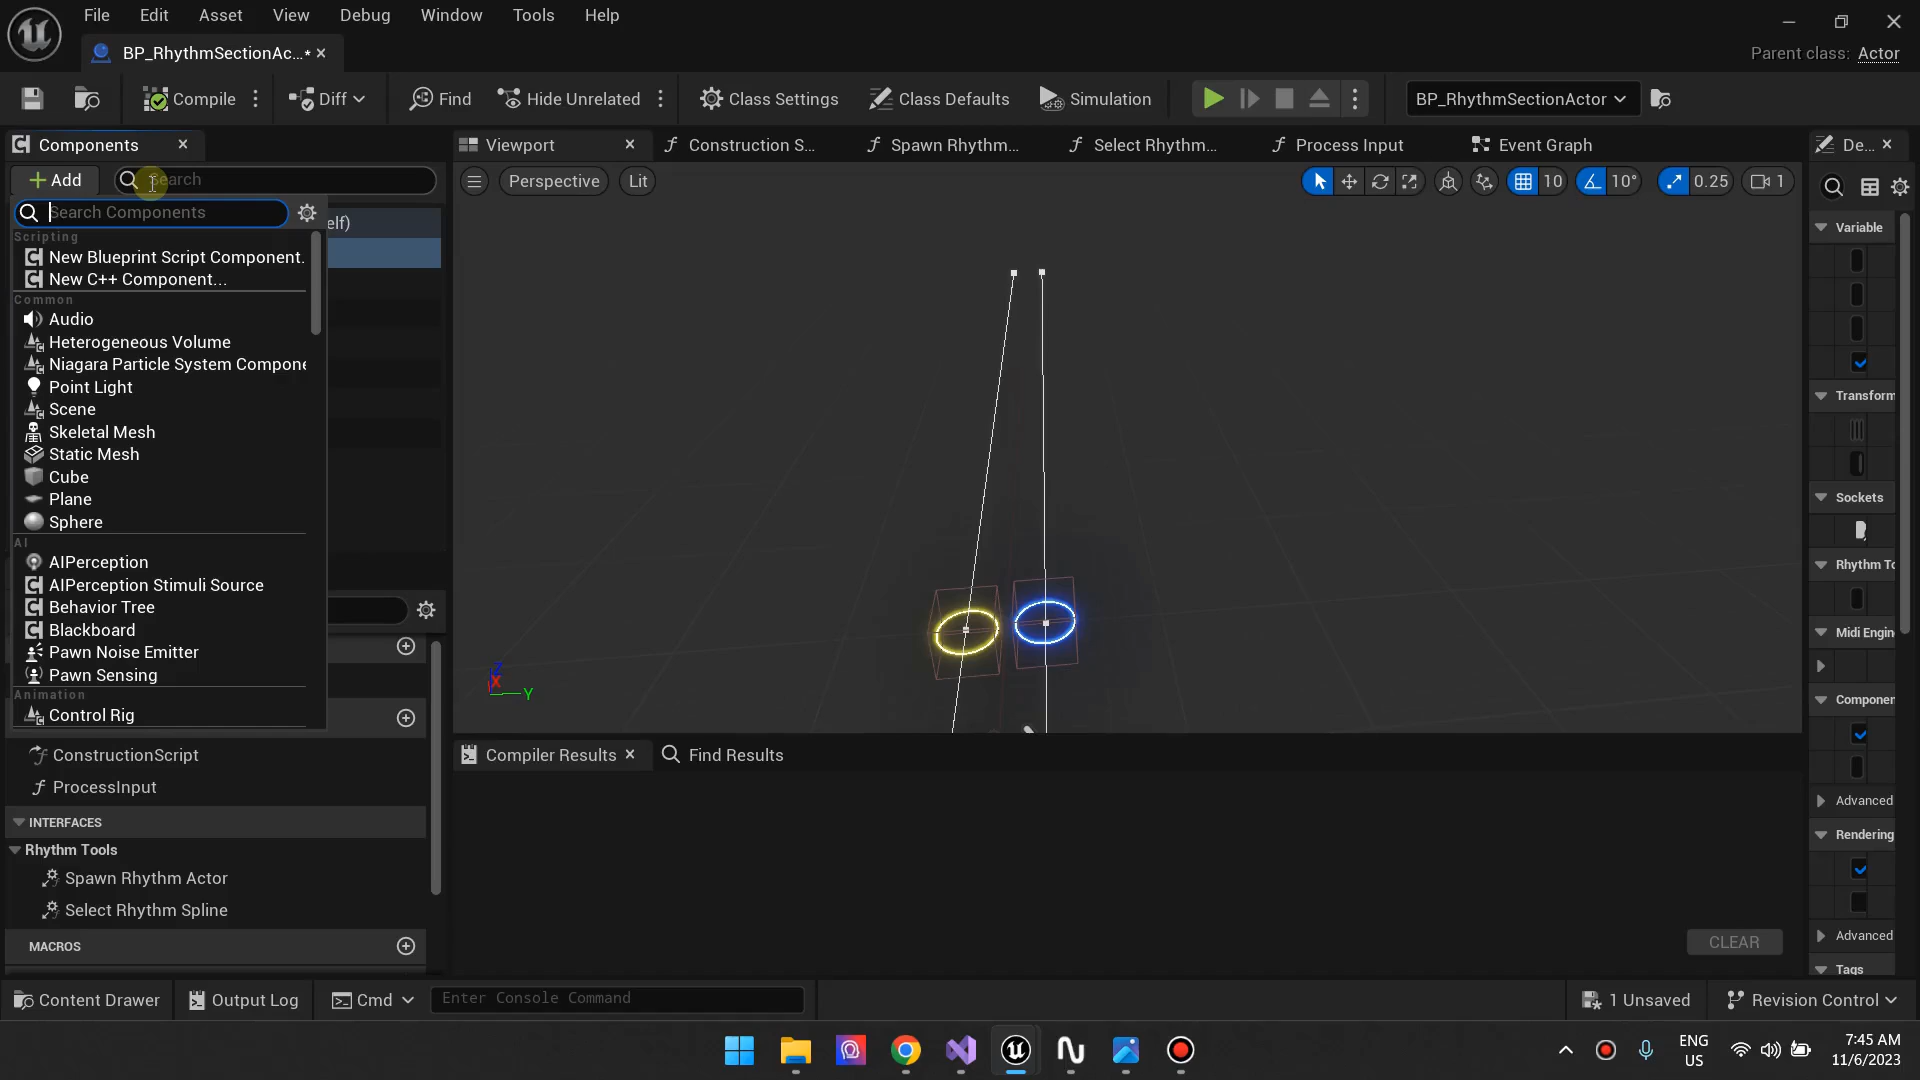 File Edit Asset View Debug Window Tools Help
BP_RhythmSectionAc...*
Parent class: Actor
Compile Diff Find Hide Unrelated Class Settings Class Defaults Simulation BP_RhythmSectionActor
Components Viewport Construction S... Spawn Rhythm... Select Rhythm... Process Input Event Graph De...
Add Search Perspective Lit 10 10° 0.25 1
Search Components
elf)
Scripting
New Blueprint Script Component.
New C++ Component...
Common
Audio
Heterogeneous Volume
Niagara Particle System Compone
Point Light
Scene
Skeletal Mesh
Static Mesh
Cube
Plane
Sphere
AI
AIPerception
AIPerception Stimuli Source
Behavior Tree
Blackboard
Pawn Noise Emitter
Pawn Sensing
Animation
Control Rig
Z
X
Y
Variable
Transform
Sockets
Rhythm To
Midi Engin
Componen
Advanced
Rendering
Advanced
Tags
ConstructionScript
ProcessInput
INTERFACES
Rhythm Tools
Spawn Rhythm Actor
Select Rhythm Spline
MACROS
Compiler Results Find Results
CLEAR
Content Drawer Output Log Cmd Enter Console Command 1 Unsaved Revision Control
ENG
US
7:45 AM
11/6/2023